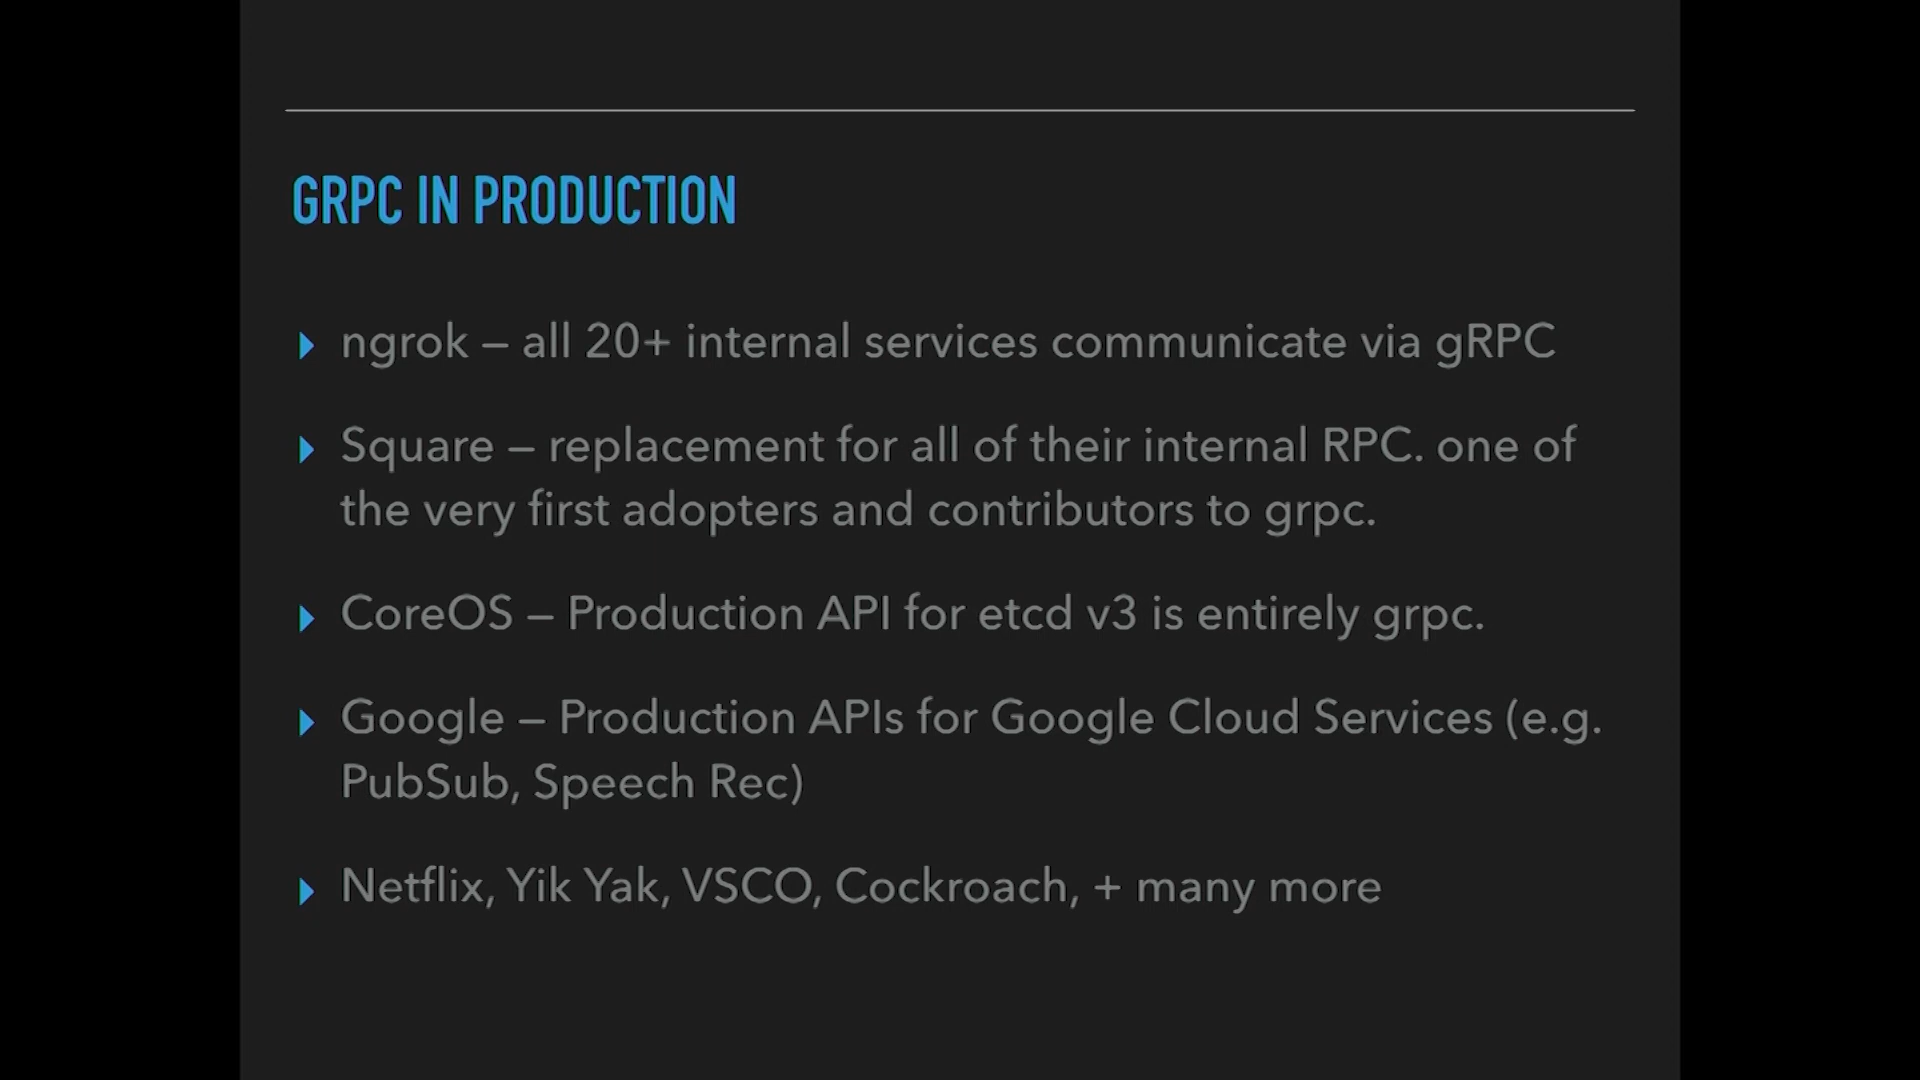 GRPC IN PRODUCTION
ngrok – all 20+ internal services communicate via gRPC
Square – replacement for all of their internal RPC. one of
the very first adopters and contributors to grpc.
CoreOS – Production API for etcd v3 is entirely grpc.
Google – Production APIs for Google Cloud Services (e.g.
PubSub, Speech Rec)
Netflix, Yik Yak, VSCO, Cockroach, + many more